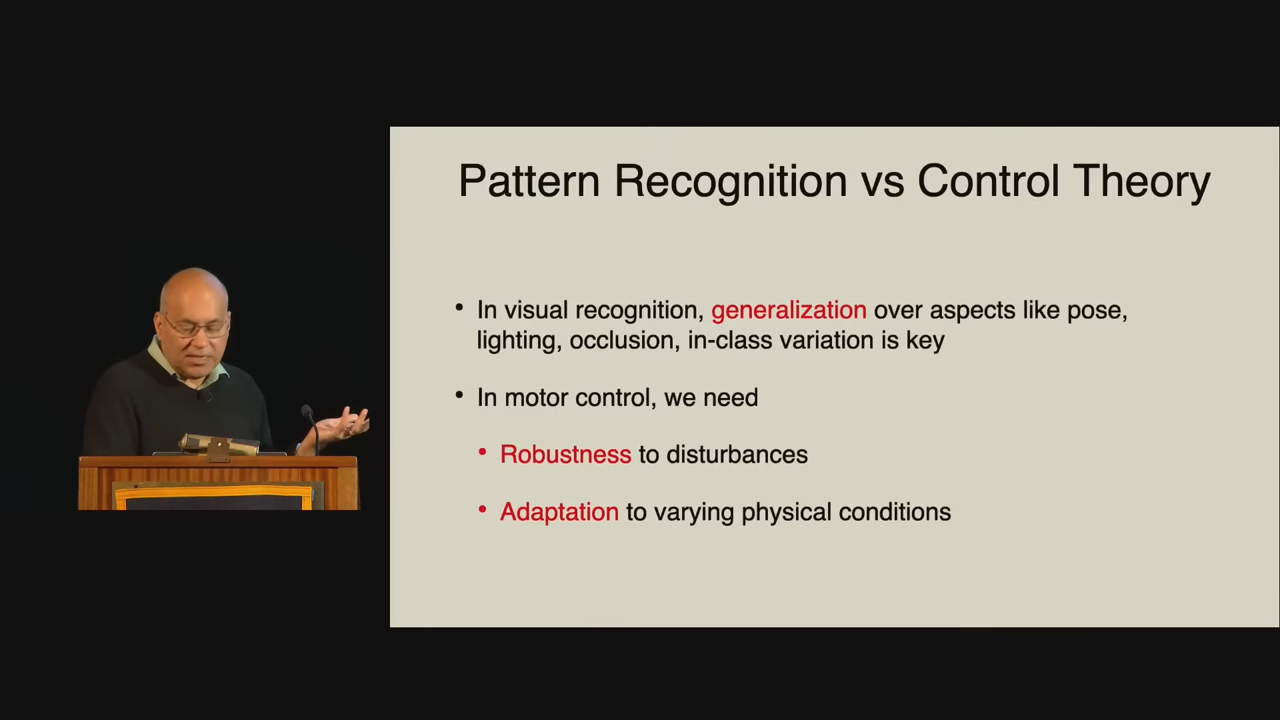 Pattern Recognition vs Control Theory
• In visual recognition, generalization over aspects like pose,
lighting, occlusion, in-class variation is key
• In motor control, we need
• Robustness to disturbances
• Adaptation to varying physical conditions